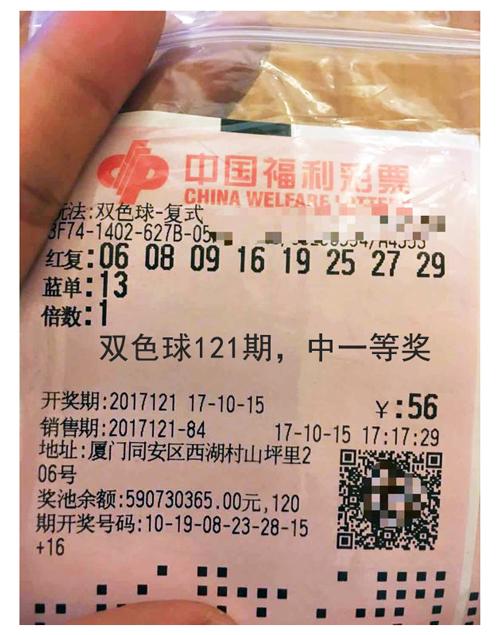 中国福利彩票
CHINA WELFARE LOTTERY
玩法:双色球-复式
3F74-1402-627B-05
红复:06 08 09 16 19 25 27 29
蓝单:13
倍数:1
双色球121期，中一等奖
开奖期:2017121 17-10-15 ￥:56
销售期:2017121-84 17-10-15 17:17:29
地址:厦门同安区西湖村山坪里2
06号
奖池余额:590730365.00元,120
期开奖号码:10-19-08-23-28-15
+16